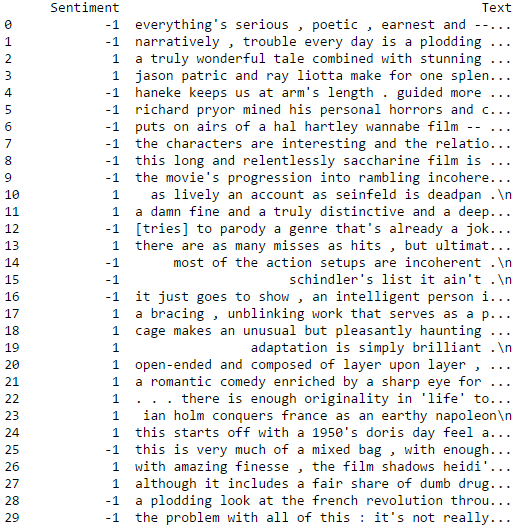 Sentiment Text
0 -1 everything's serious , poetic , earnest and --...
1 -1 narratively , trouble every day is a plodding ...
2 1 a truly wonderful tale combined with stunning ...
3 1 jason patric and ray liotta make for one splen...
4 -1 haneke keeps us at arm's length . guided more ...
5 -1 richard pryor mined his personal horrors and c...
6 -1 puts on airs of a hal hartley wannabe film -- ...
7 -1 the characters are interesting and the relatio...
8 -1 this long and relentlessly saccharine film is ...
9 -1 the movie's progression into rambling incohere...
10 1 as lively an account as seinfeld is deadpan .\n
11 1 a damn fine and a truly distinctive and a deep...
12 -1 [tries] to parody a genre that's already a jok...
13 1 there are as many misses as hits , but ultimat...
14 -1 most of the action setups are incoherent .\n
15 -1 schindler's list it ain't .\n
16 -1 it just goes to show , an intelligent person i...
17 1 a bracing , unblinking work that serves as a p...
18 1 cage makes an unusual but pleasantly haunting ...
19 1 adaptation is simply brilliant .\n
20 1 open-ended and composed of layer upon layer , ...
21 1 a romantic comedy enriched by a sharp eye for ...
22 1 . . . there is enough originality in 'life' to...
23 1 ian holm conquers france as an earthy napoleon\n
24 1 this starts off with a 1950's doris day feel a...
25 -1 this is very much of a mixed bag , with enough...
26 1 with amazing finesse , the film shadows heidi'...
27 1 although it includes a fair share of dumb drug...
28 -1 a plodding look at the french revolution throu...
29 -1 the problem with all of this : it's not really...